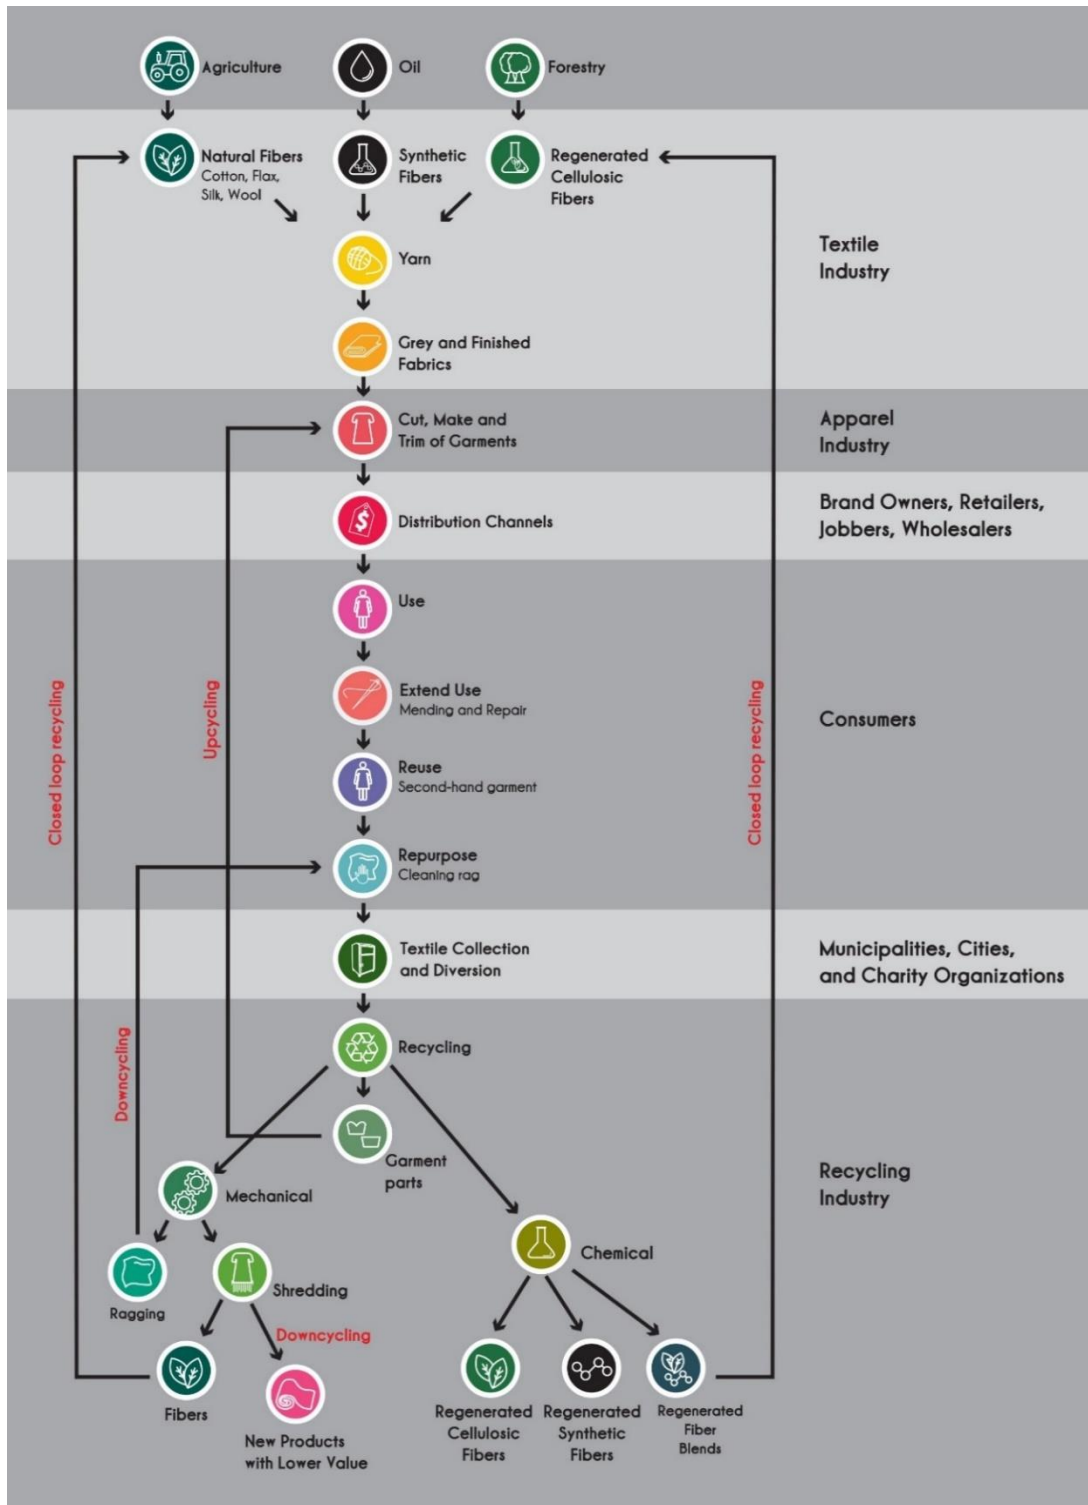 Agriculture
Oil
Forestry
Natural Fibers
Cotton, Flax,
Silk, Wool
Synthetic
Fibers
Regenerated
Cellulosic
Fibers
Textile
Industry
Yarn
Grey and Finished
Fabrics
Cut, Make and
Trim of Garments
Apparel
Industry
$
Distribution Channels
Brand Owners, Retailers,
Jobbers, Wholesalers
Use
Extend Use
Mending and Repair
Closed loop recycling
Upcycling
Closed loop recycling
Consumers
Reuse
Second-hand garment
Repurpose
Cleaning rag
Textile Collection
and Diversion
Municipalities, Cities,
and Charity Organizations
Recycling
Downcycling
Garment
parts
Recycling
Industry
Mechanical
Chemical
Ragging
Shredding
Downcycling
Fibers
New Products
with Lower Value
Regenerated
Cellulosic
Fibers
Regenerated
Synthetic
Fibers
Regenerated
Fiber
Blends